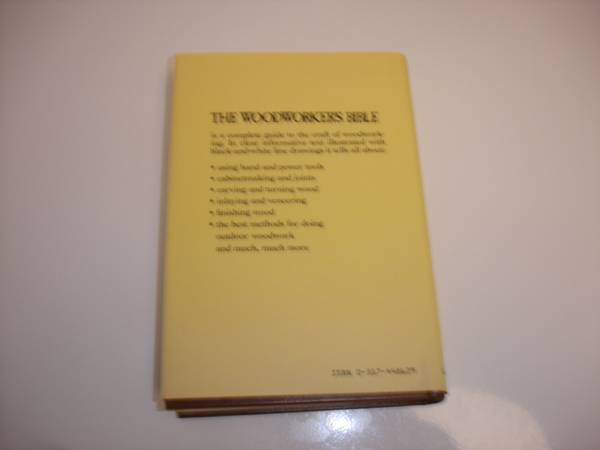 THE WOODWORKERS BIBLE
is a complete guide to the craft of woodwork-
ing. In clear, informative text illustrated with
black-and-white line drawings it tells all about:
• using hand and power tools
• cabinetmaking and joints
• carving and turning wood
• inlaying and veneering
• finishing wood
• the best methods for doing
outdoor woodwork
and much, much more
ISBN